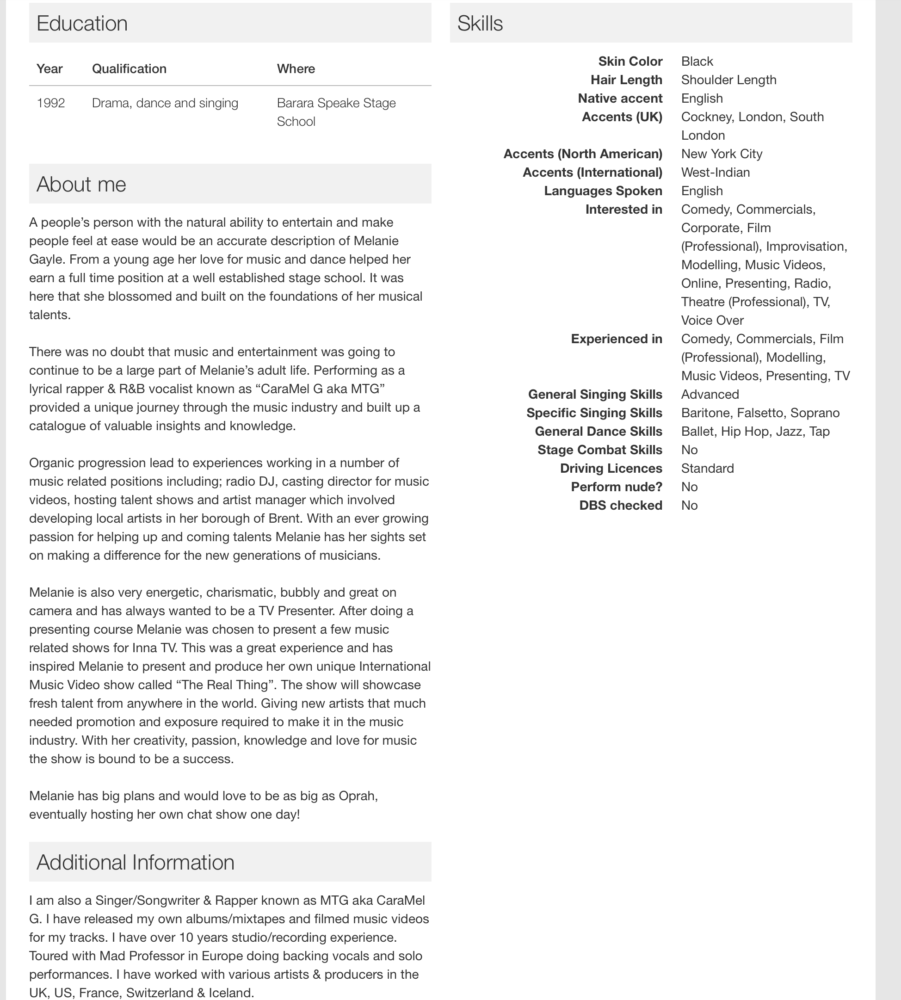 Education
Year Qualification Where
1992 Drama, dance and singing Barara Speake Stage
School
About me
A people’s person with the natural ability to entertain and make
people feel at ease would be an accurate description of Melanie
Gayle. From a young age her love for music and dance helped her
earn a full time position at a well established stage school. It was
here that she blossomed and built on the foundations of her musical
talents.
There was no doubt that music and entertainment was going to
continue to be a large part of Melanie’s adult life. Performing as a
lyrical rapper & R&B vocalist known as “CaraMel G aka MTG”
provided a unique journey through the music industry and built up a
catalogue of valuable insights and knowledge.
Organic progression lead to experiences working in a number of
music related positions including; radio DJ, casting director for music
videos, hosting talent shows and artist manager which involved
developing local artists in her borough of Brent. With an ever growing
passion for helping up and coming talents Melanie has her sights set
on making a difference for the new generations of musicians.
Melanie is also very energetic, charismatic, bubbly and great on
camera and has always wanted to be a TV Presenter. After doing a
presenting course Melanie was chosen to present a few music
related shows for Inna TV. This was a great experience and has
inspired Melanie to present and produce her own unique International
Music Video show called “The Real Thing”. The show will showcase
fresh talent from anywhere in the world. Giving new artists that much
needed promotion and exposure required to make it in the music
industry. With her creativity, passion, knowledge and love for music
the show is bound to be a success.
Melanie has big plans and would love to be as big as Oprah,
eventually hosting her own chat show one day!
Additional Information
I am also a Singer/Songwriter & Rapper known as MTG aka CaraMel
G. I have released my own albums/mixtapes and filmed music videos
for my tracks. I have over 10 years studio/recording experience.
Toured with Mad Professor in Europe doing backing vocals and solo
performances. I have worked with various artists & producers in the
UK, US, France, Switzerland & Iceland.
Skills
Skin Color Black
Hair Length Shoulder Length
Native accent English
Accents (UK) Cockney, London, South
London
Accents (North American) New York City
Accents (International) West-Indian
Languages Spoken English
Interested in Comedy, Commercials,
Corporate, Film
(Professional), Improvisation,
Modelling, Music Videos,
Online, Presenting, Radio,
Theatre (Professional), TV,
Voice Over
Experienced in Comedy, Commercials, Film
(Professional), Modelling,
Music Videos, Presenting, TV
General Singing Skills Advanced
Specific Singing Skills Baritone, Falsetto, Soprano
General Dance Skills Ballet, Hip Hop, Jazz, Tap
Stage Combat Skills No
Driving Licences Standard
Perform nude? No
DBS checked No